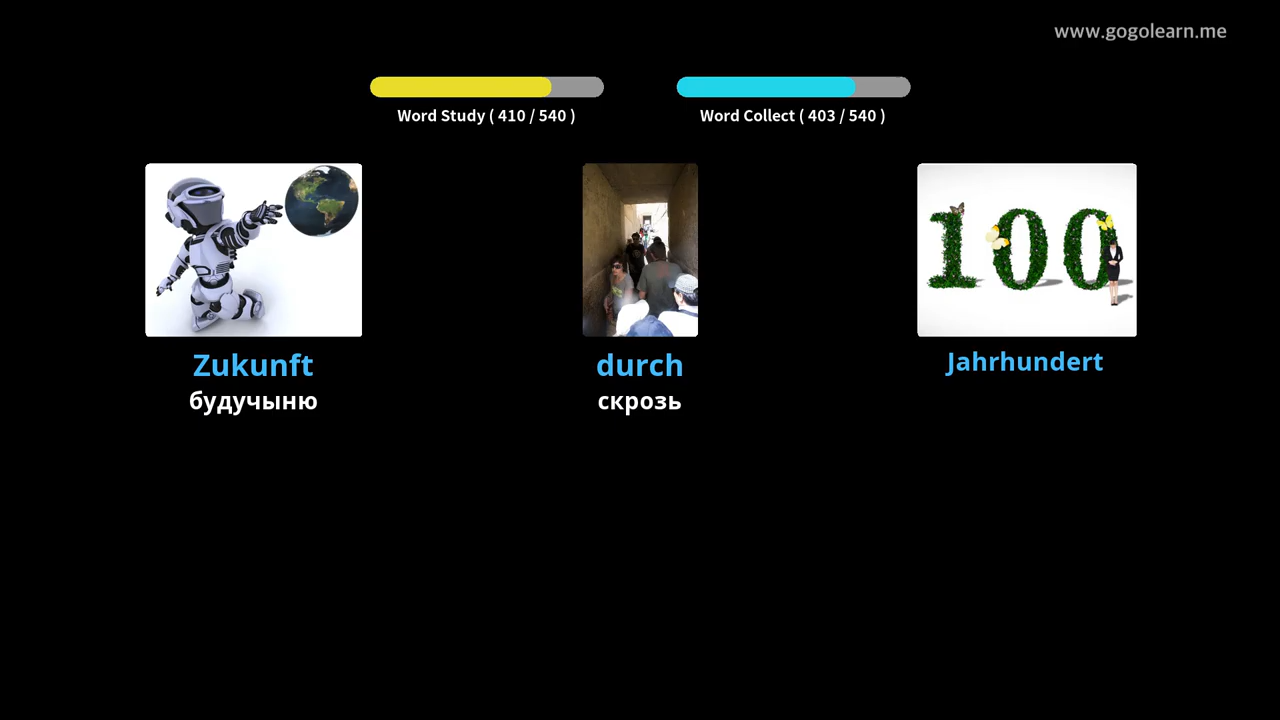 www.gogolearn.me
Word Study ( 410 / 540 )
Word Collect ( 403 / 540 )
Zukunft
будучыню
durch
скрозь
Jahrhundert